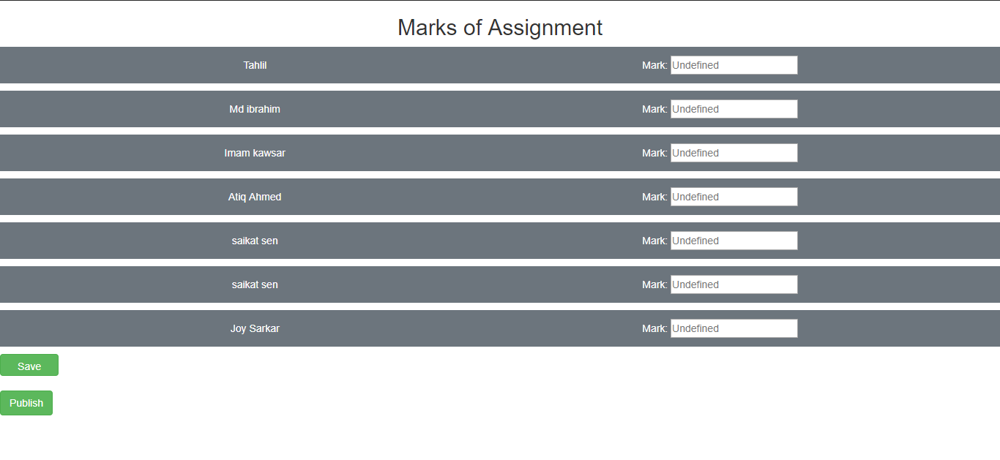 Marks of Assignment
Tahlil Mark: Undefined
Md ibrahim Mark: Undefined
Imam kawsar Mark: Undefined
Atiq Ahmed Mark: Undefined
saikat sen Mark: Undefined
saikat sen Mark: Undefined
Joy Sarkar Mark: Undefined
Save
Publish